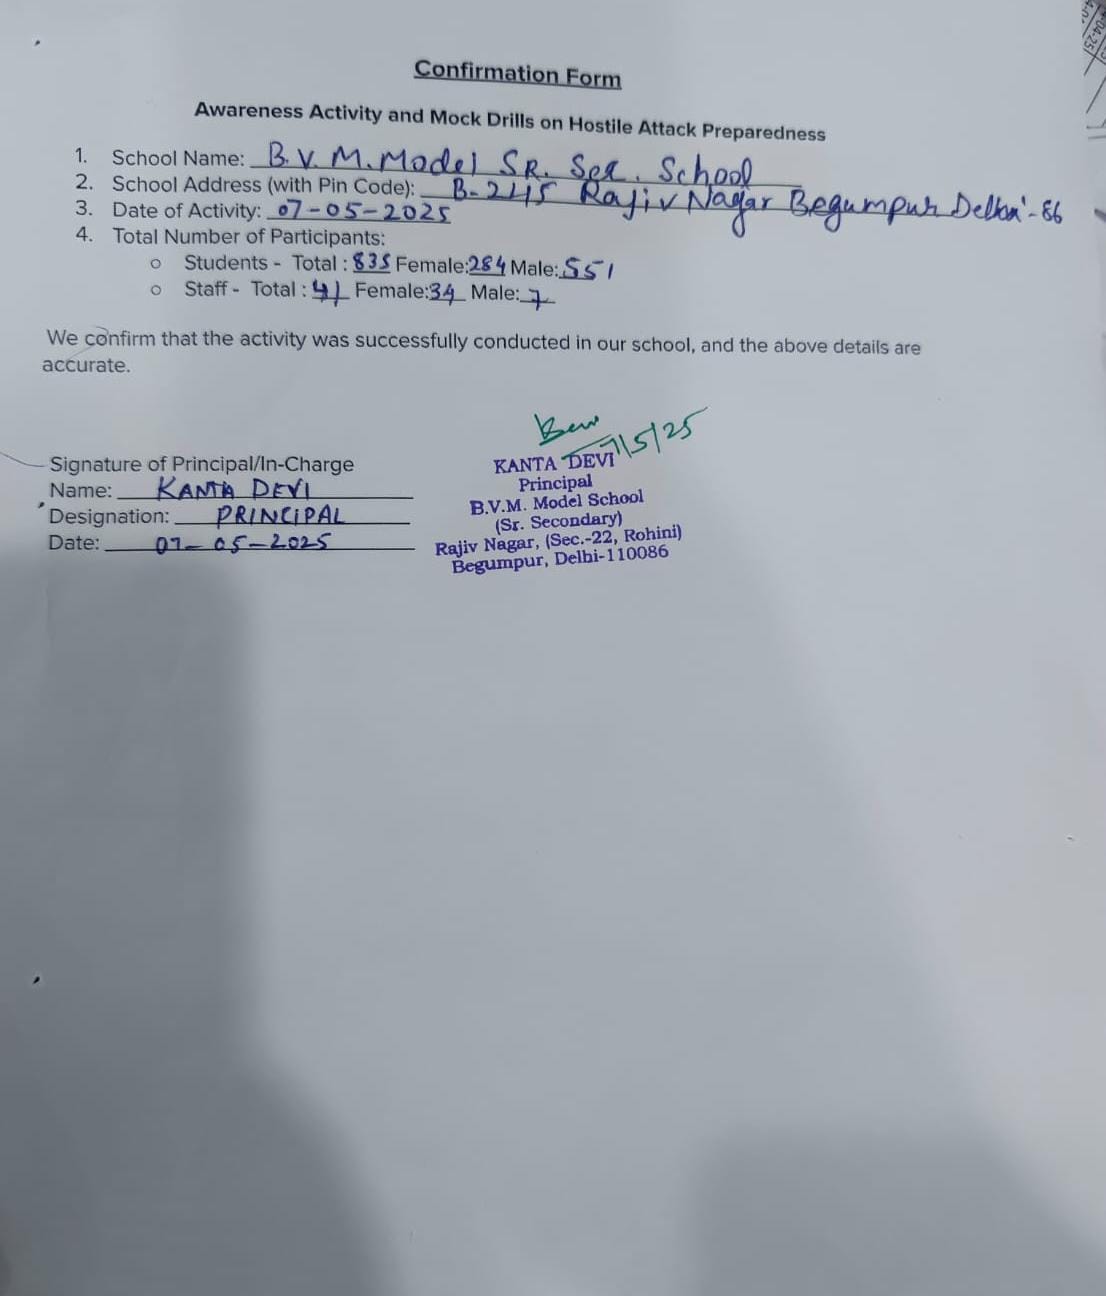 Confirmation Form
Awareness Activity and Mock Drills on Hostile Attack Preparedness
1. School Name: B.V.M. Model SR. Sec. School
2. School Address (with Pin Code): B-245 Rajiv Nagar Begumpur Delhi-86
3. Date of Activity: 07-05-2025
4. Total Number of Participants:
o Students - Total : 835 Female:284 Male:551
o Staff - Total : 41 Female:34 Male:7
We confirm that the activity was successfully conducted in our school, and the above details are
accurate.
7/5/25
Signature of Principal/In-Charge
Name: KANTA DEVI
Designation: PRINCIPAL
Date: 07-05-2025
KANTA DEVI
Principal
B.V.M. Model School
(Sr. Secondary)
Rajiv Nagar, (Sec.-22, Rohini)
Begumpur, Delhi-110086